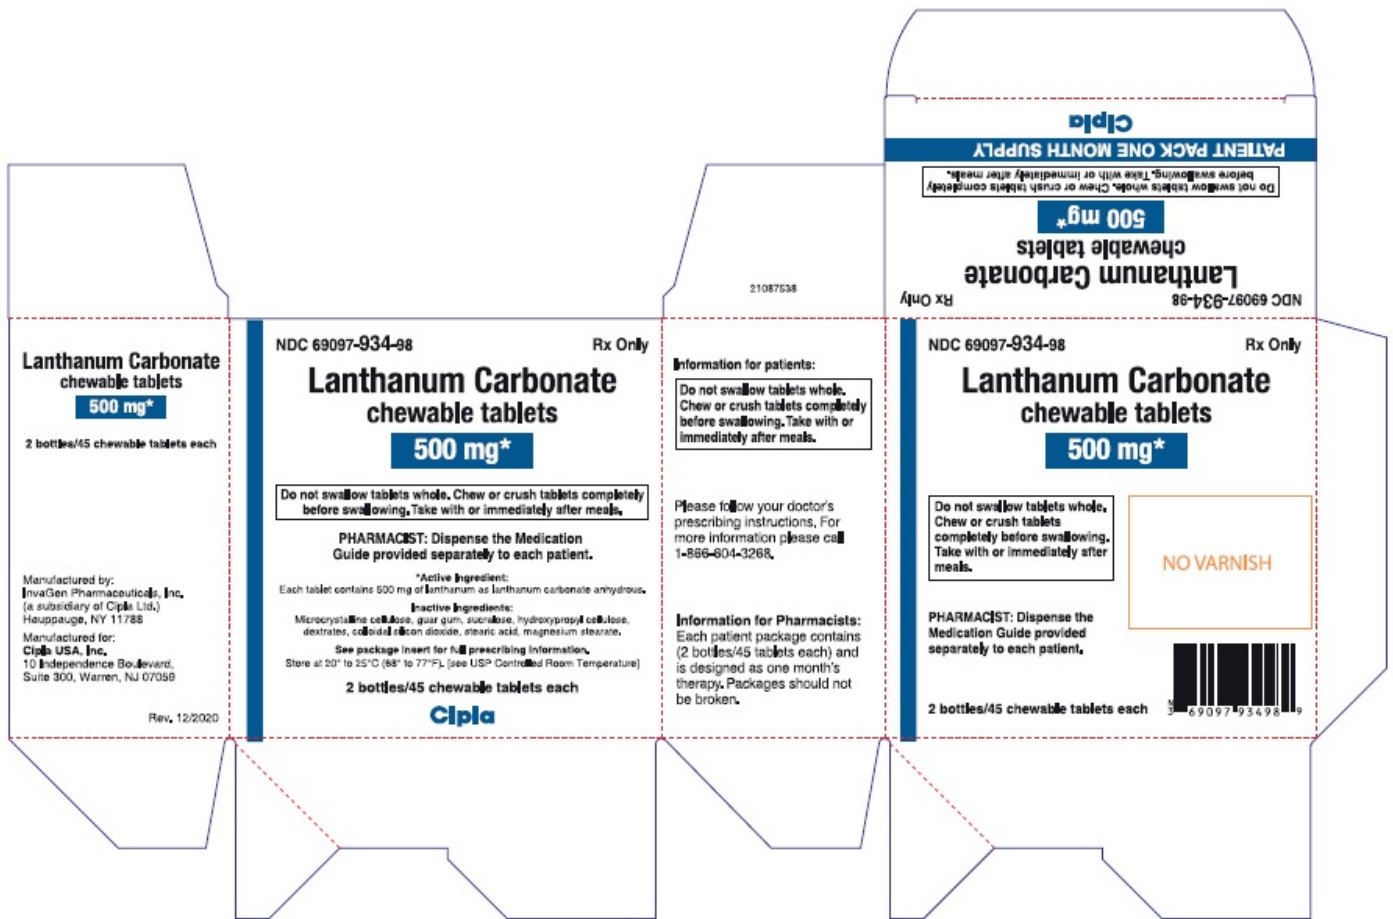 Cipla
PATIENT PACK ONE MONTH SUPPLY
Do not swallow tablets whole. Chew or crush tablets completely
before swallowing. Take with or immediately after meals.
500 mg*
chewable tablets
Lanthanum Carbonate
NDC 69097-934-98 Rx Only
21087538
Lanthanum Carbonate
chewable tablets
500 mg*
2 bottles/45 chewable tablets each
Manufactured by:
InvaGen Pharmaceuticals, Inc.
(a subsidiary of Cipla Ltd.)
Hauppauge, NY 11788
Manufactured for:
Cipla USA, Inc.
10 Independence Boulevard,
Suite 300, Warren, NJ 07059
Rev. 12/2020
NDC 69097-934-98 Rx Only
Lanthanum Carbonate
chewable tablets
500 mg*
Do not swallow tablets whole. Chew or crush tablets completely
before swallowing. Take with or immediately after meals.
PHARMACIST: Dispense the Medication
Guide provided separately to each patient.
*Active Ingredient:
Each tablet contains 500 mg of lanthanum as lanthanum carbonate anhydrous.
Inactive Ingredients:
Microcrystalline cellulose, guar gum, sucralose, hydroxypropyl cellulose,
dextrates, colloidal silicon dioxide, stearic acid, magnesium stearate.
See package insert for full prescribing information.
Store at 20° to 25°C (68° to 77°F). [see USP Controlled Room Temperature]
2 bottles/45 chewable tablets each
Cipla
Information for patients:
Do not swallow tablets whole.
Chew or crush tablets completely
before swallowing. Take with or
immediately after meals.
Please follow your doctor's
prescribing instructions. For
more information please call
1-866-604-3268.
Information for Pharmacists:
Each patient package contains
(2 bottles/45 tablets each) and
is designed as one month's
therapy. Packages should not
be broken.
NDC 69097-934-98 Rx Only
Lanthanum Carbonate
chewable tablets
500 mg*
Do not swallow tablets whole.
Chew or crush tablets
completely before swallowing.
Take with or immediately after
meals.
NO VARNISH
PHARMACIST: Dispense the
Medication Guide provided
separately to each patient.
2 bottles/45 chewable tablets each
N
3 69097 93498 9